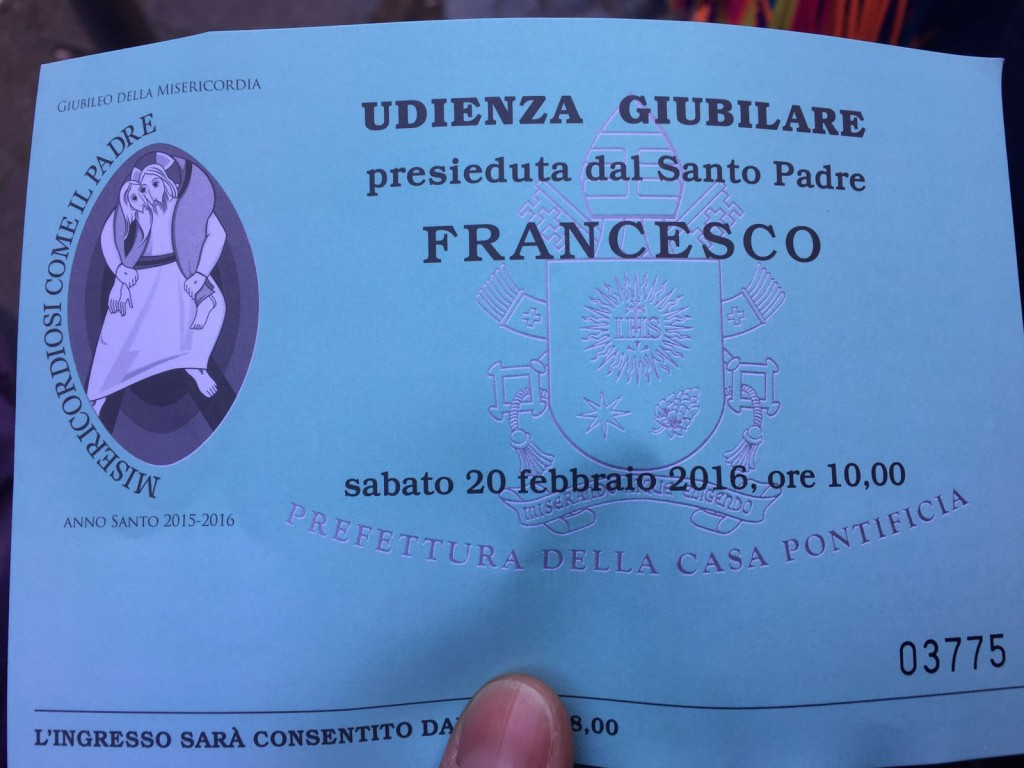 GIUBILEO DELLA MISERICORDIA
MISERICORDIOSI COME IL PADRE
ANNO SANTO 2015-2016
UDIENZA GIUBILARE
presieduta dal Santo Padre
FRANCESCO
IHS
sabato 20 febbraio 2016, ore 10,00
PREFETTURA DELLA CASA PONTIFICIA
03775
L'INGRESSO SARÀ CONSENTITO 8,00